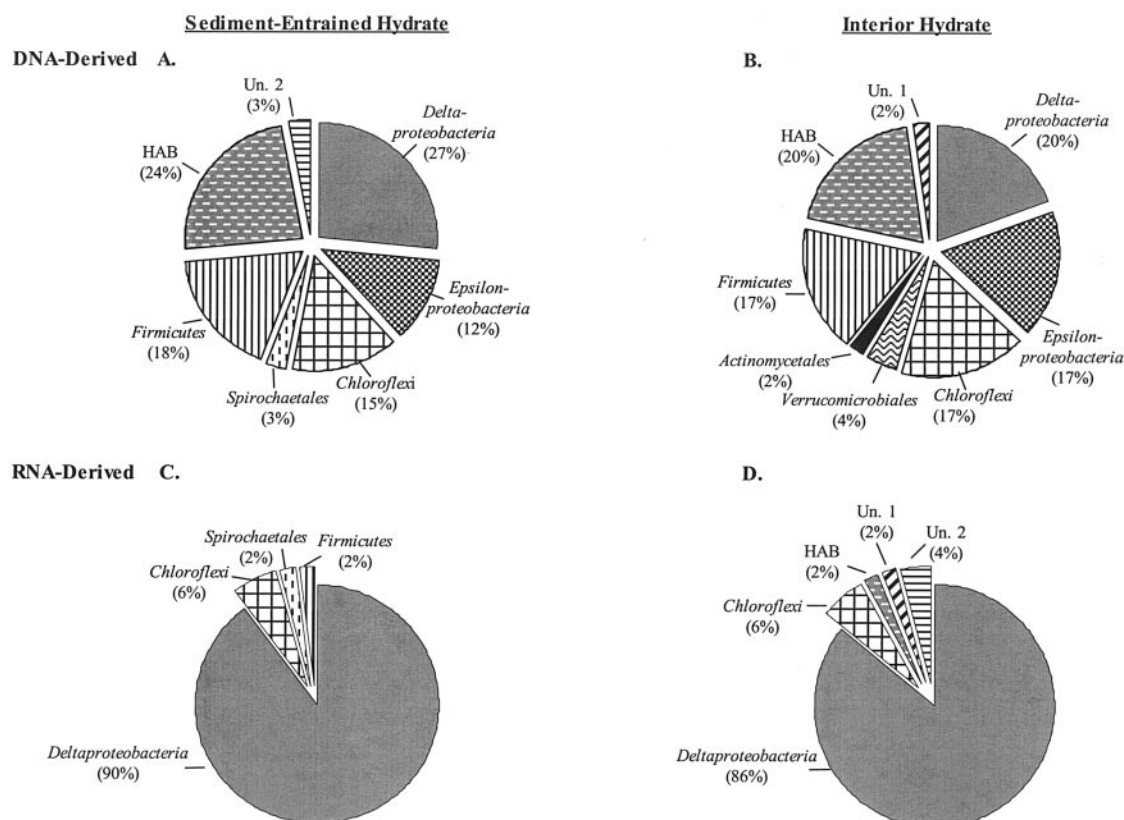 Sediment-Entrained Hydrate
Interior Hydrate
DNA-Derived A.
Un. 2
(3%)
Delta-
proteobacteria
(27%)
HAB
(24%)
Epsilon-
proteobacteria
(12%)
Firmicutes
(18%)
Chloroflexi
(15%)
Spirochaetales
(3%)
B.
Un. 1
(2%)
Delta-
proteobacteria
(20%)
HAB
(20%)
Firmicutes
(17%)
Epsilon-
proteobacteria
(17%)
Actinomycetales
(2%)
Verrucomicrobiales
(4%)
Chloroflexi
(17%)
RNA-Derived C.
Spirochaetales
(2%)
Firmicutes
(2%)
Chloroflexi
(6%)
Deltaproteobacteria
(90%)
D.
Un. 1
(2%)
Un. 2
(4%)
HAB
(2%)
Chloroflexi
(6%)
Deltaproteobacteria
(86%)